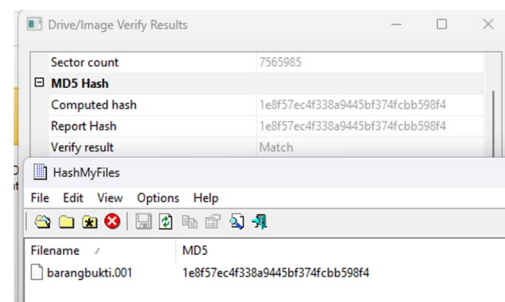 Drive/Image Verify Results
Sector count 7565985
MD5 Hash
Computed hash 1e8f57ec4f338a9445bf374fcbb598f4
Report Hash 1e8f57ec4f338a9445bf374fcbb598f4
Verify result Match
HashMyFiles
File Edit View Options Help
Filename / MD5
barangbukti.001 1e8f57ec4f338a9445bf374fcbb598f4